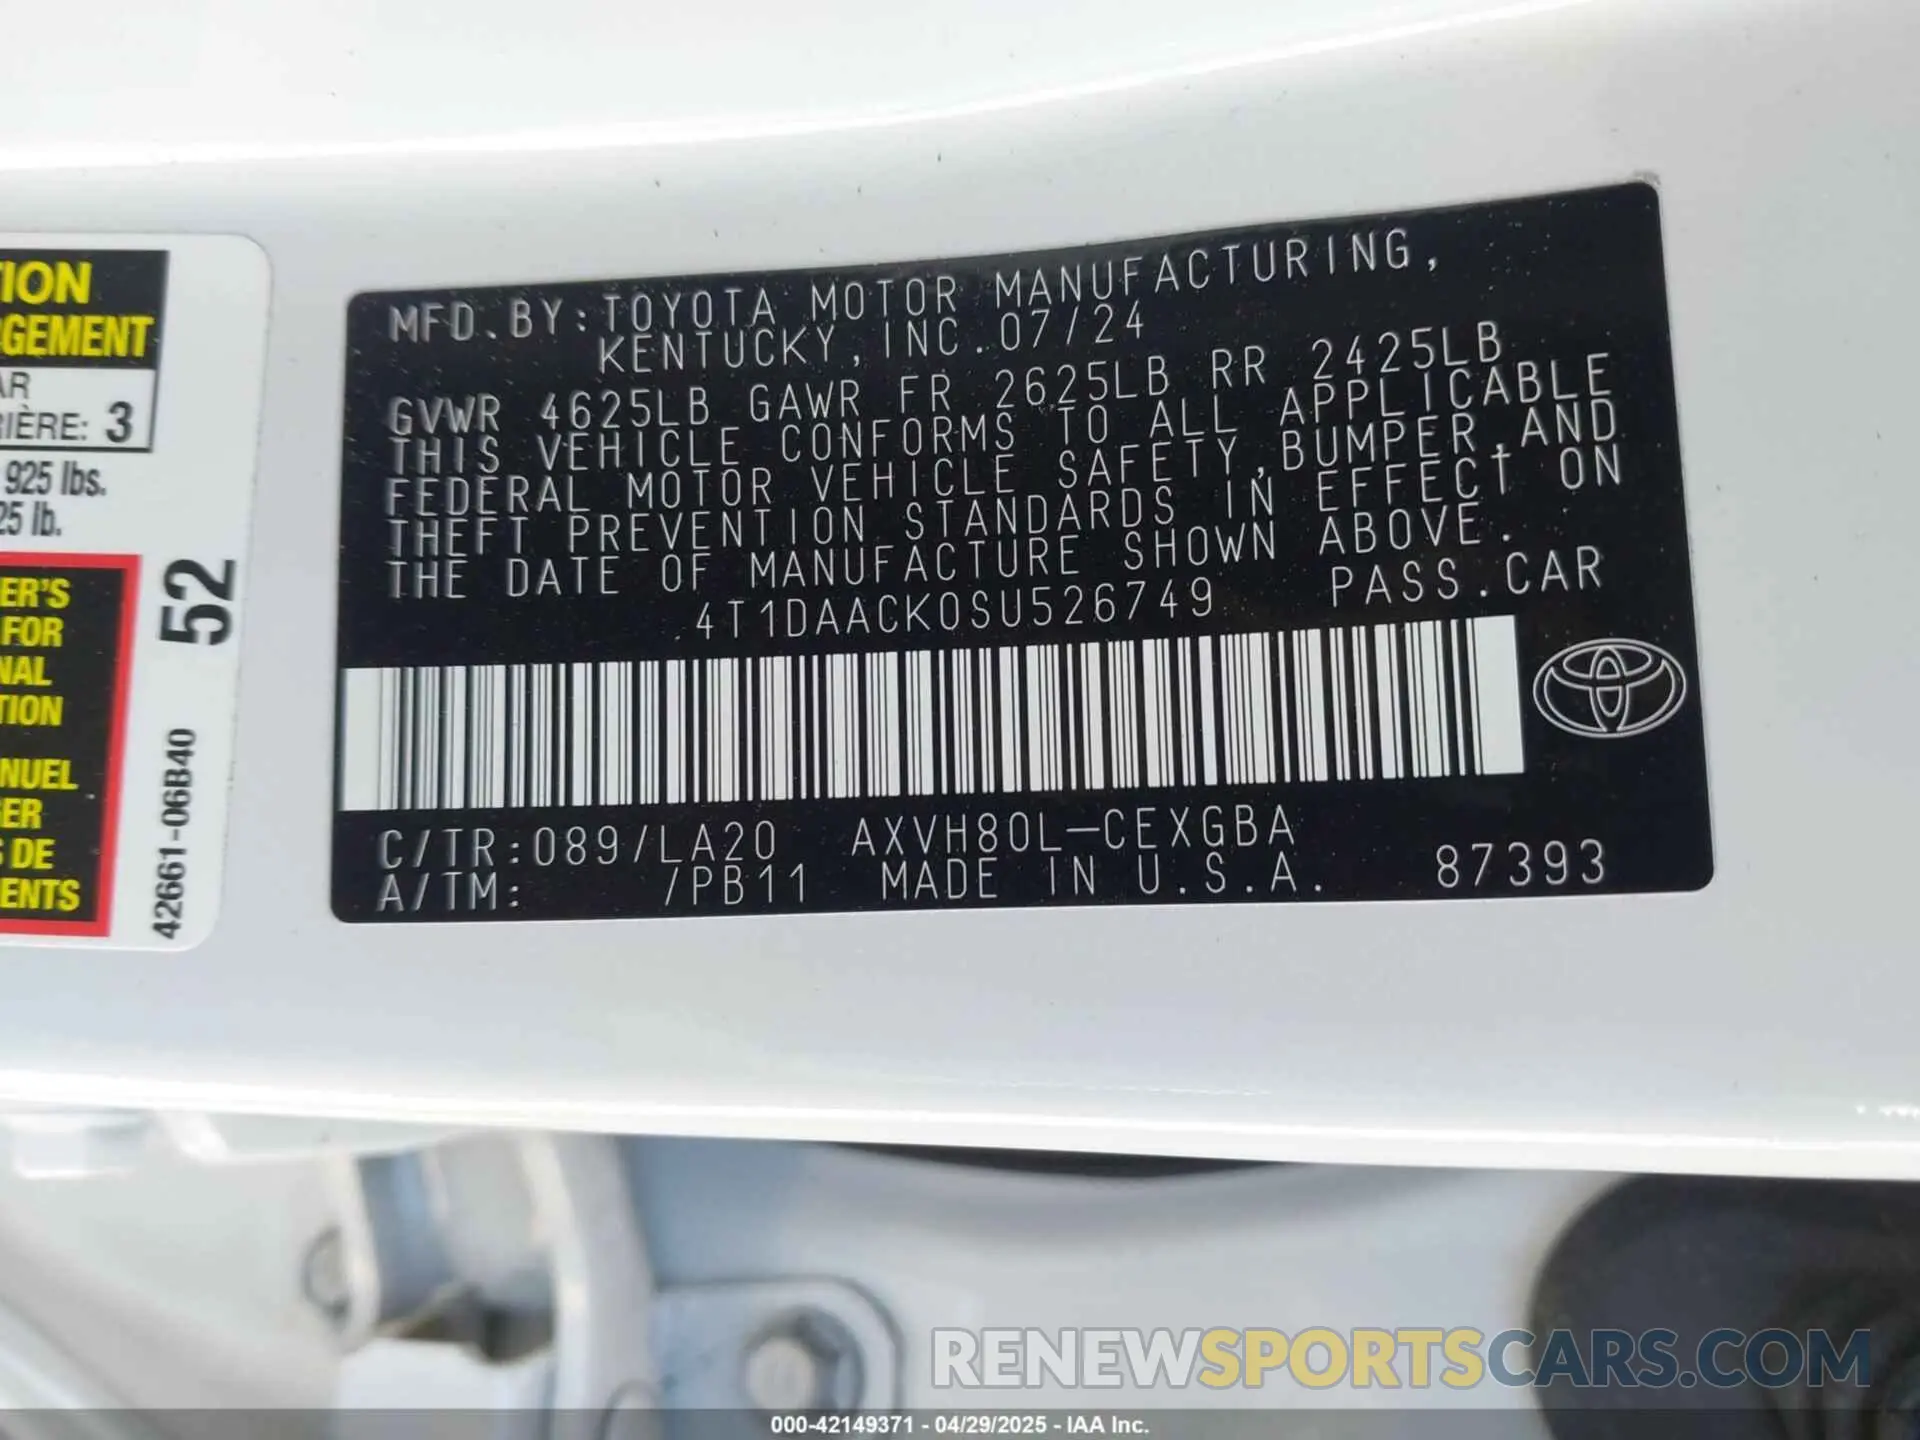 TION
RGEMENT
AR
RIÈRE: 3
925 lbs.
25 lb.
ER'S
FOR
NAL
TION
NUEL
GER
S DE
MENTS
52
42661-06B40
MFD.BY:TOYOTA MOTOR MANUFACTURING,
KENTUCKY,INC.07/24
GVWR 4625LB GAWR FR 2625LB RR 2425LB
THIS VEHICLE CONFORMS TO ALL APPLICABLE
FEDERAL MOTOR VEHICLE SAFETY,BUMPER,AND
THEFT PREVENTION STANDARDS IN EFFECT ON
THE DATE OF MANUFACTURE SHOWN ABOVE.
4T1DAACK0SU526749 PASS.CAR
C/TR:089/LA20 AXVH80L-CEXGBA
A/TM: /PB11 MADE IN U.S.A. 87393
RENEWSPORTSCARS.COM
000-42149371 - 04/29/2025 - IAA Inc.